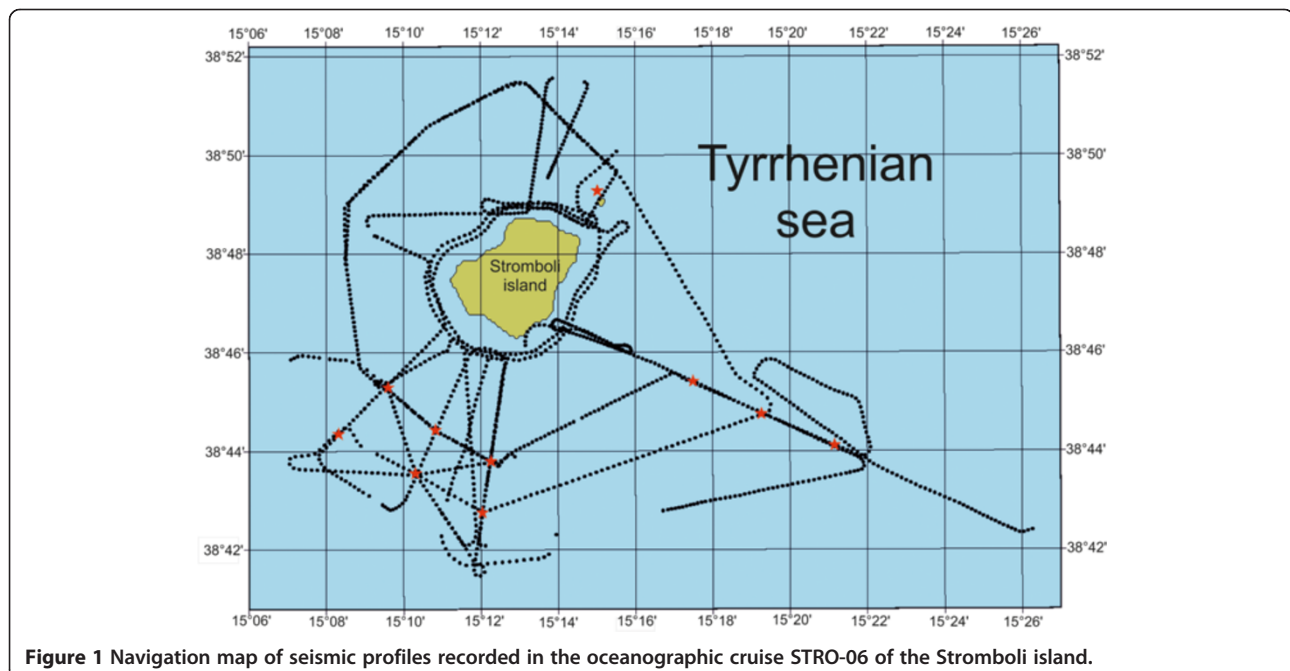 15°06' 15°08' 15°10' 15°12' 15°14' 15°16' 15°18' 15°20' 15°22' 15°24' 15°26'
38°52' 38°52'
38°50' 38°50'
Tyrrhenian
sea
38°48' 38°48'
Stromboli
island
38°46' 38°46'
38°44' 38°44'
38°42' 38°42'
15°06' 15°08' 15°10' 15°12' 15°14' 15°16' 15°18' 15°20' 15°22' 15°24' 15°26'
Figure 1 Navigation map of seismic profiles recorded in the oceanographic cruise STRO-06 of the Stromboli island.